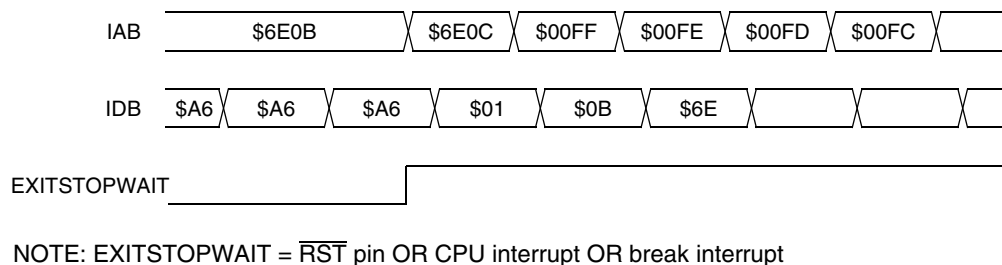 IAB $6E0B $6E0C $00FF $00FE $00FD $00FC
IDB $A6 $A6 $A6 $01 $0B $6E
EXITSTOPWAIT
NOTE: EXITSTOPWAIT = RST pin OR CPU interrupt OR break interrupt